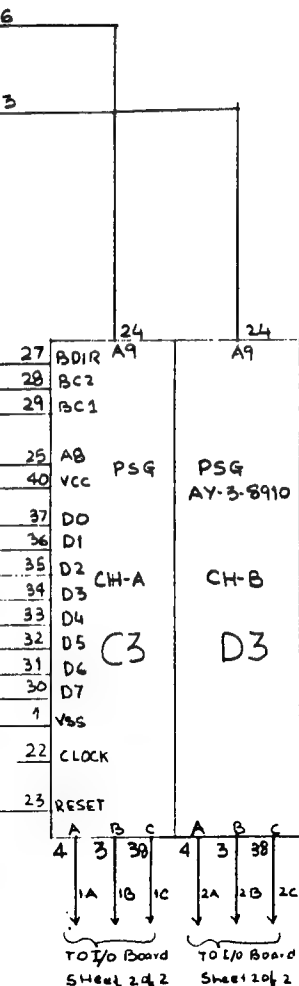 6
3
24 24
A9 A9
27 BDIR
28 BC2
29 BC1
25 A8
40 VCC
PSG PSG
AY-3-8910
37 D0
36 D1
35 D2
34 D3
CH-A CH-B
33 D4
32 D5
31 D6
30 D7
C3 D3
1 VSS
22 CLOCK
23 RESET
A B C A B C
4 3 38 4 3 38
1A 1B 1C 2A 2B 2C
TO I/O Board TO I/O Board
Sheet 2 of 2 Sheet 2 of 2